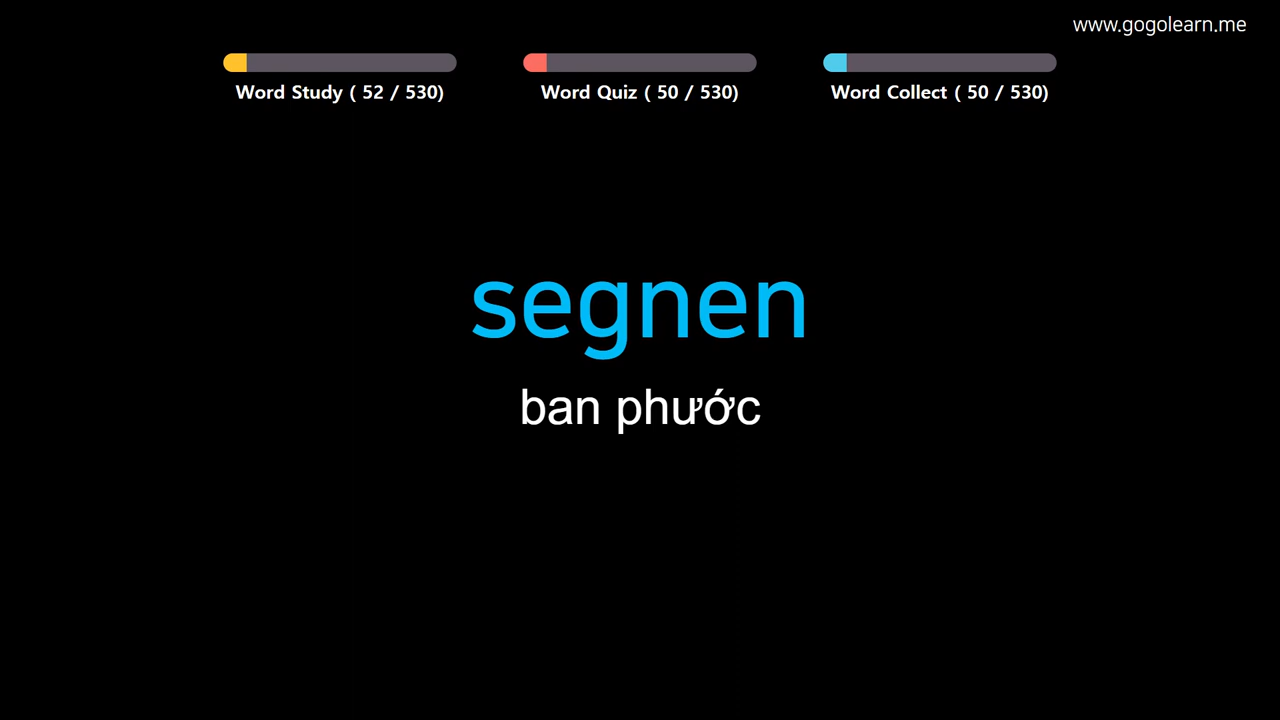 www.gogolearn.me
Word Study ( 52 / 530)
Word Quiz ( 50 / 530)
Word Collect ( 50 / 530)
segnen
ban phước